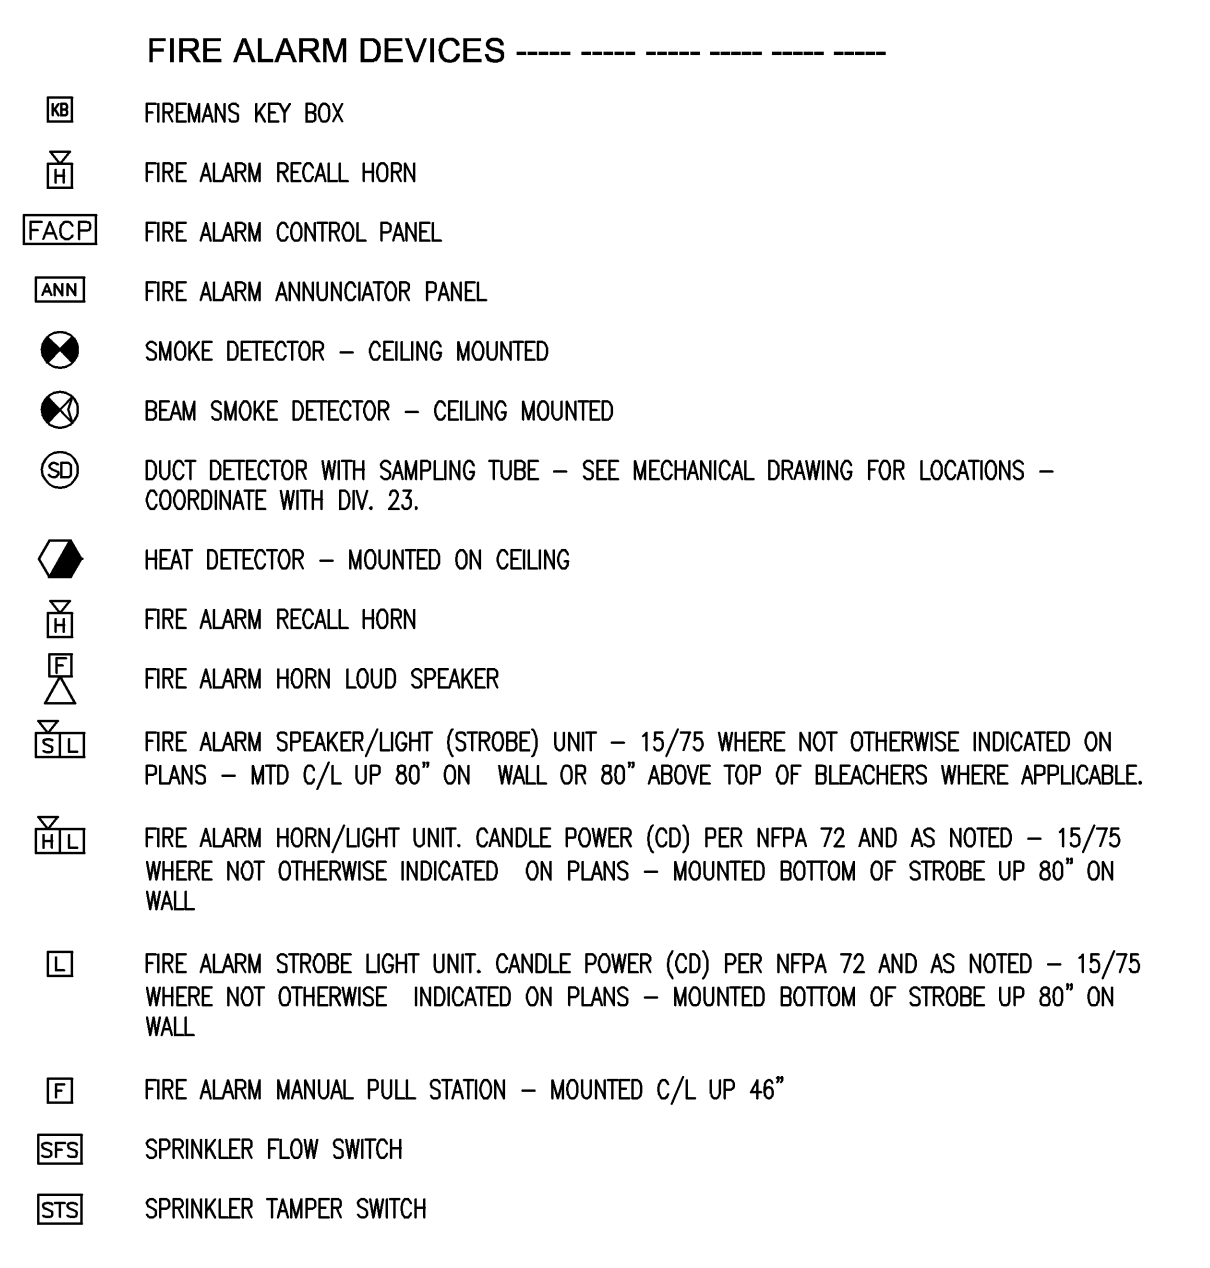 FIRE ALARM DEVICES ----- ----- ----- ----- ----- -----
KB FIREMANS KEY BOX
H FIRE ALARM RECALL HORN
FACP FIRE ALARM CONTROL PANEL
ANN FIRE ALARM ANNUNCIATOR PANEL
SMOKE DETECTOR – CEILING MOUNTED
BEAM SMOKE DETECTOR – CEILING MOUNTED
SD DUCT DETECTOR WITH SAMPLING TUBE – SEE MECHANICAL DRAWING FOR LOCATIONS –
COORDINATE WITH DIV. 23.
HEAT DETECTOR – MOUNTED ON CEILING
H FIRE ALARM RECALL HORN
F FIRE ALARM HORN LOUD SPEAKER
S L FIRE ALARM SPEAKER/LIGHT (STROBE) UNIT – 15/75 WHERE NOT OTHERWISE INDICATED ON
PLANS – MTD C/L UP 80" ON WALL OR 80" ABOVE TOP OF BLEACHERS WHERE APPLICABLE.
H L FIRE ALARM HORN/LIGHT UNIT. CANDLE POWER (CD) PER NFPA 72 AND AS NOTED – 15/75
WHERE NOT OTHERWISE INDICATED ON PLANS – MOUNTED BOTTOM OF STROBE UP 80" ON
WALL
L FIRE ALARM STROBE LIGHT UNIT. CANDLE POWER (CD) PER NFPA 72 AND AS NOTED – 15/75
WHERE NOT OTHERWISE INDICATED ON PLANS – MOUNTED BOTTOM OF STROBE UP 80" ON
WALL
F FIRE ALARM MANUAL PULL STATION – MOUNTED C/L UP 46"
SFS SPRINKLER FLOW SWITCH
STS SPRINKLER TAMPER SWITCH